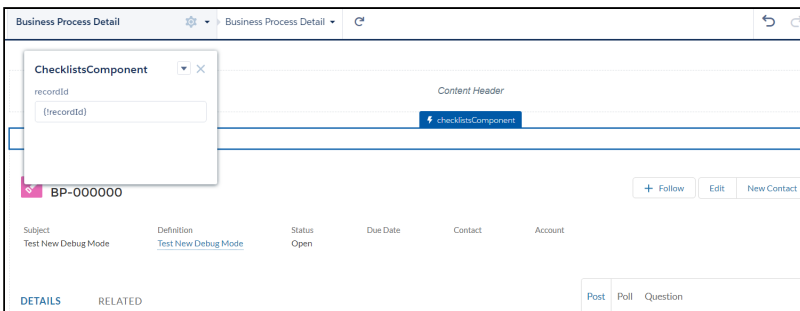 Business Process Detail
Business Process Detail
ChecklistsComponent
recordId
{!recordId}
Content Header
checklistsComponent
BP-000000
Follow
Edit
New Contact
Subject
Definition
Status
Due Date
Contact
Account
Test New Debug Mode
Test New Debug Mode
Open
DETAILS
RELATED
Post
Poll
Question